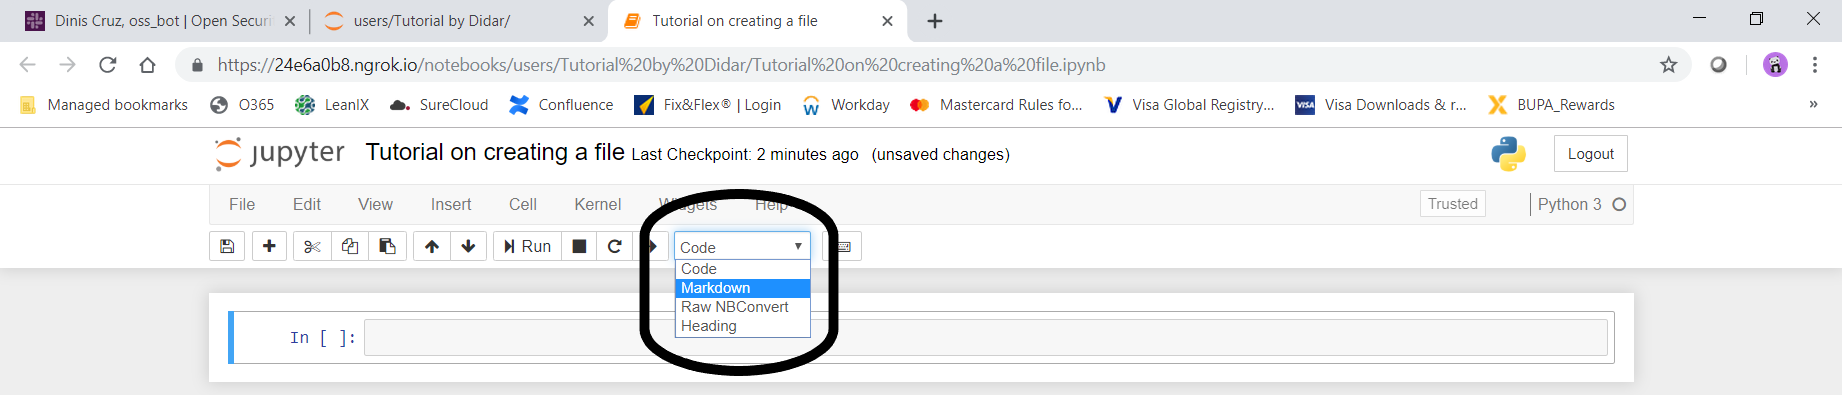 Dinis Cruz, oss_bot | Open Securi
users/Tutorial by Didar/
Tutorial on creating a file
https://24e6a0b8.ngrok.io/notebooks/users/Tutorial%20by%20Didar/Tutorial%20on%20creating%20a%20file.ipynb
Managed bookmarks O365 LeanIX SureCloud Confluence Fix&Flex® | Login Workday Mastercard Rules fo... Visa Global Registry... VISA Visa Downloads & r... BUPA_Rewards »
jupyter Tutorial on creating a file Last Checkpoint: 2 minutes ago (unsaved changes) Logout
File Edit View Insert Cell Kernel Widgets Help Trusted Python 3
Run Code
Code
Markdown
Raw NBConvert
Heading
In [ ]: